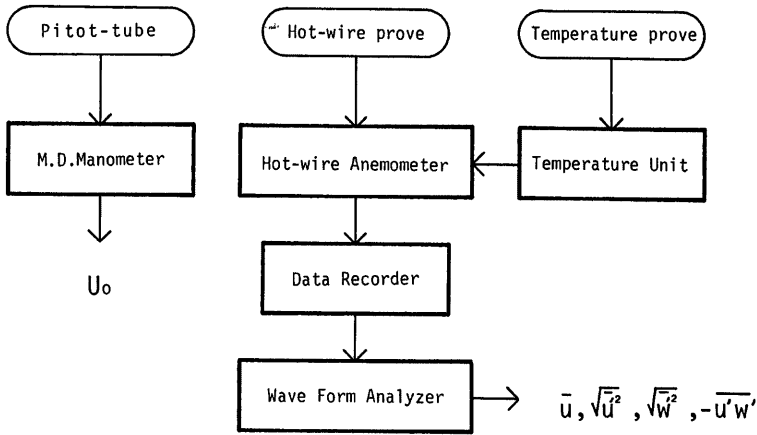 Pitot-tube
Hot-wire prove
Temperature prove
M.D.Manometer
Hot-wire Anemometer
Temperature Unit
U₀
Data Recorder
Wave Form Analyzer
u̅, √u̅'², √w̅'², -u'w'̅